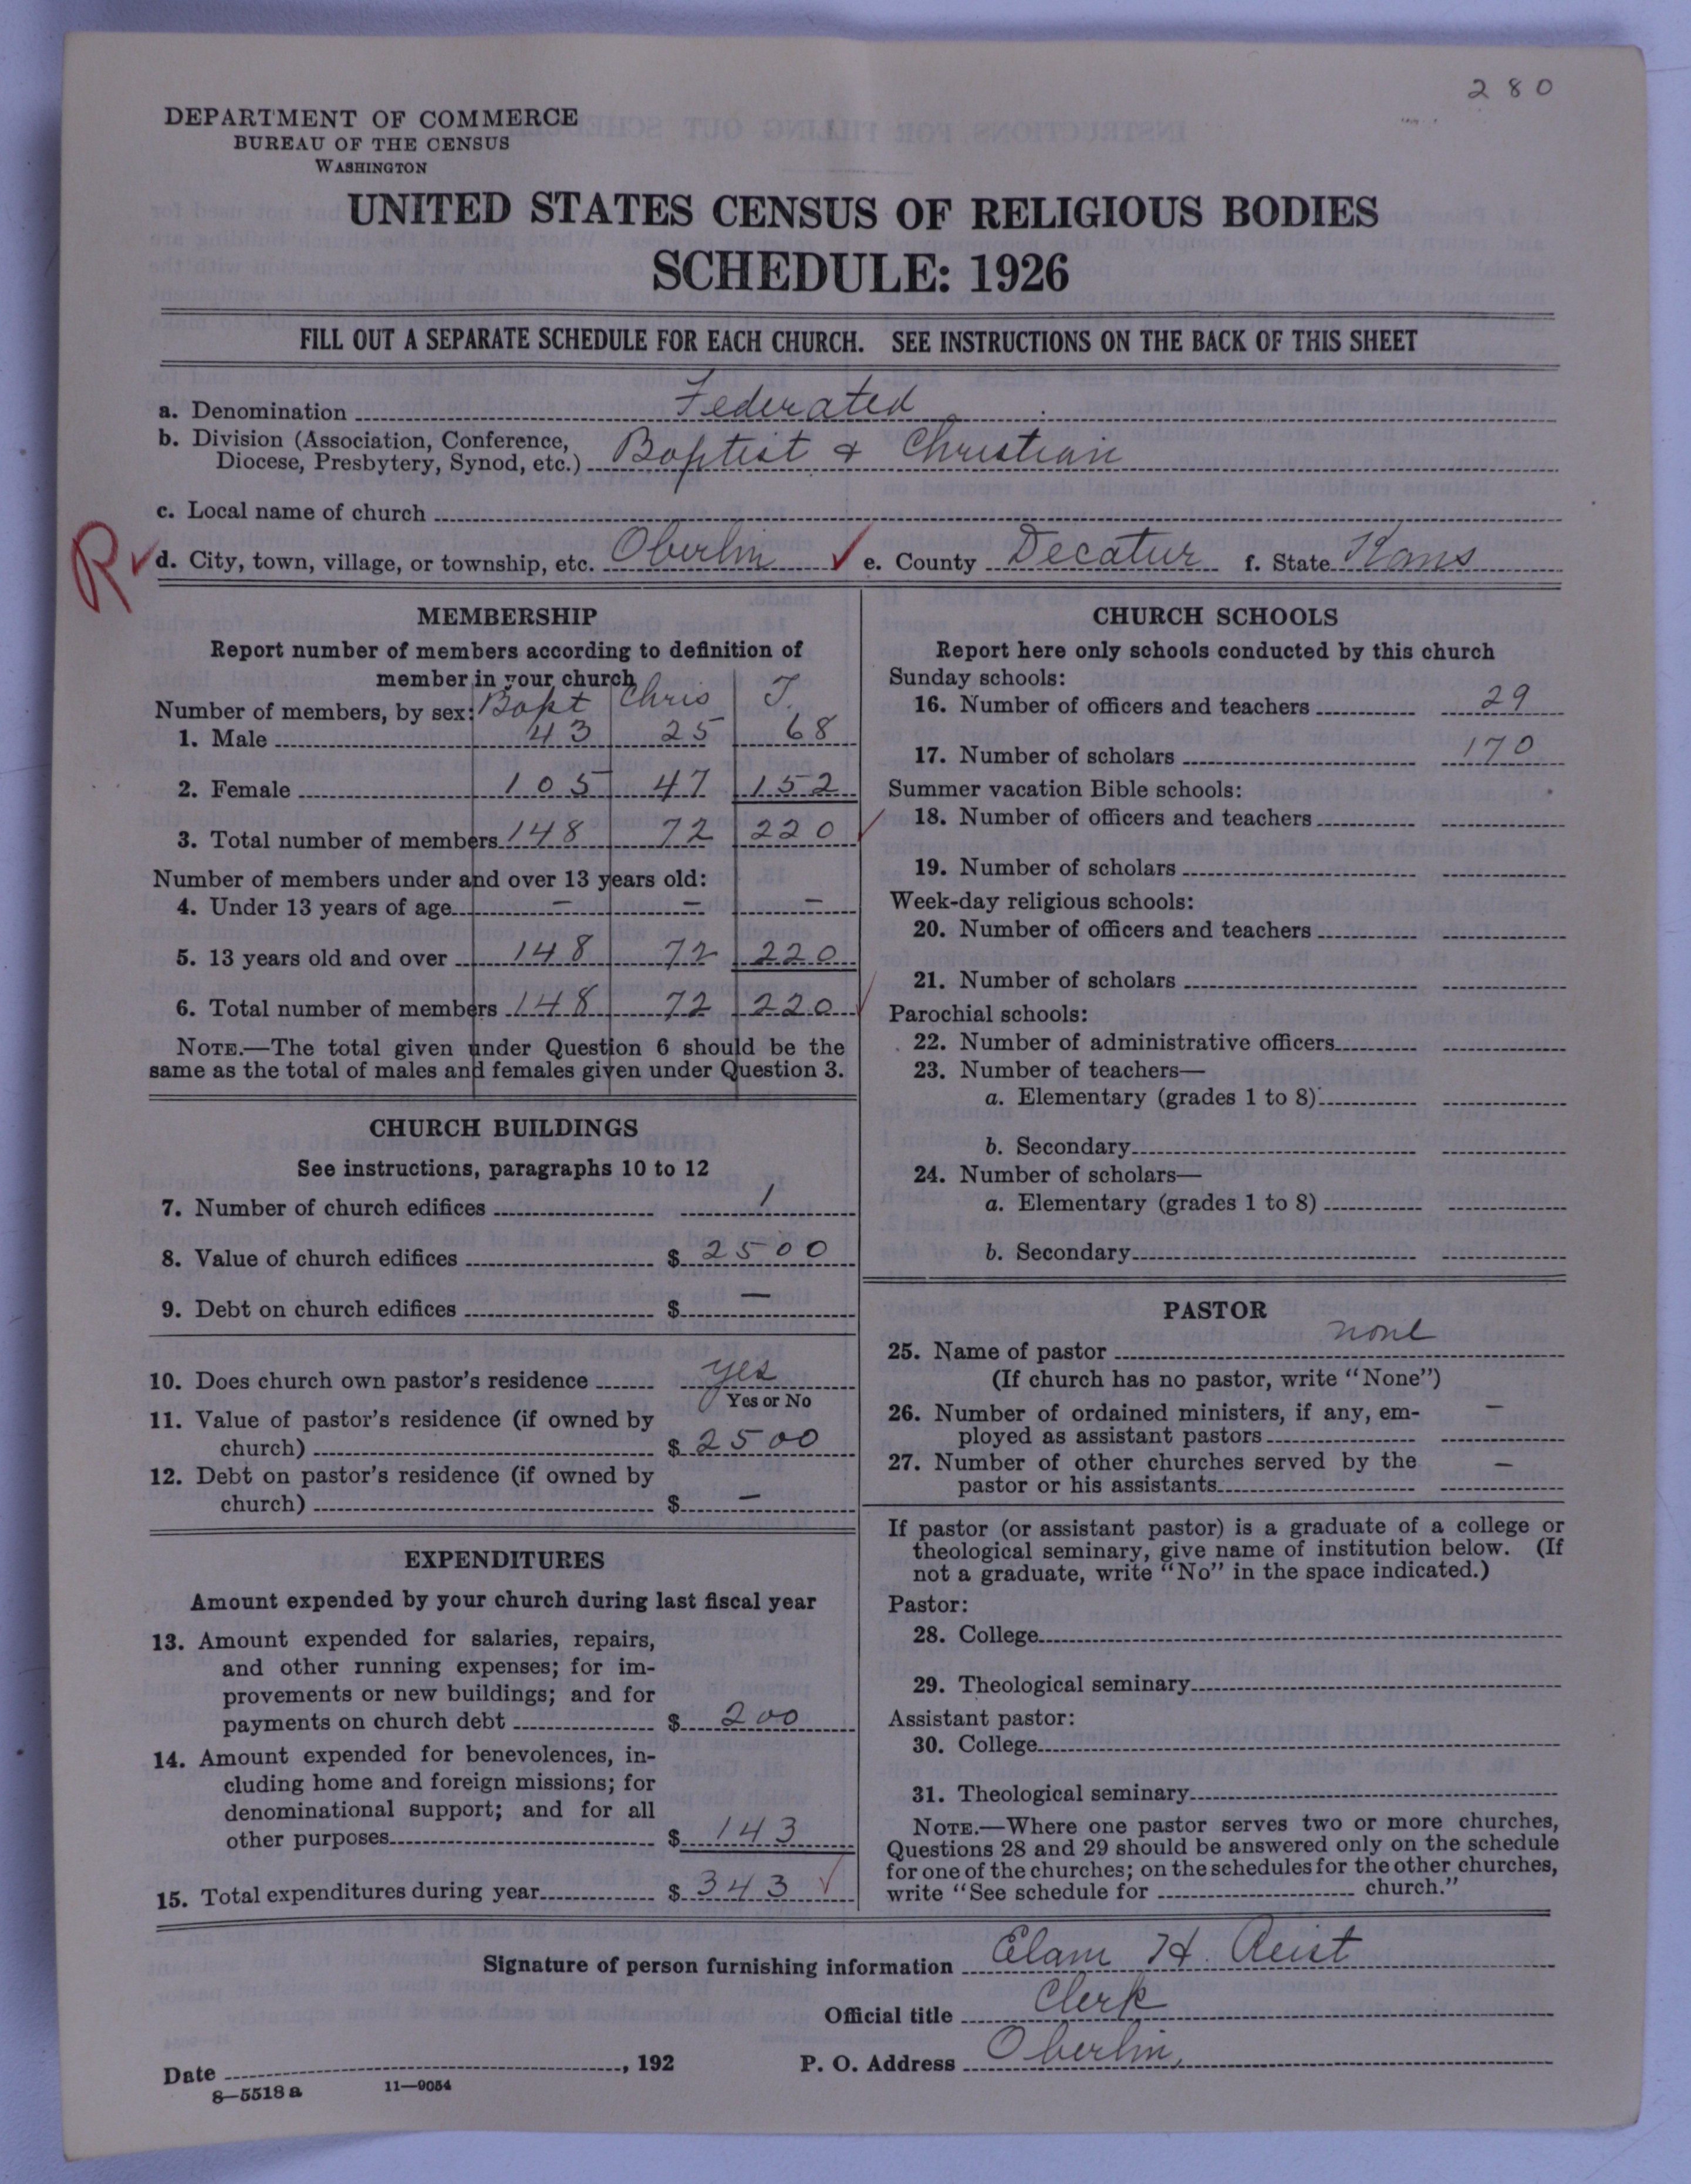 280
DEPARTMENT OF COMMERCE
BUREAU OF THE CENSUS
WASHINGTON
UNITED STATES CENSUS OF RELIGIOUS BODIES
SCHEDULE: 1926
FILL OUT A SEPARATE SCHEDULE FOR EACH CHURCH. SEE INSTRUCTIONS ON THE BACK OF THIS SHEET
a. Denomination Federated
b. Division (Association, Conference,
Diocese, Presbytery, Synod, etc.) Baptist & Christian
c. Local name of church
R d. City, town, village, or township, etc. Oberlin e. County Decatur f. State Kans
MEMBERSHIP
Report number of members according to definition of
member in your church
Number of members, by sex: Bapt Chris T.
1. Male 43 25 68
2. Female 105 47 152
3. Total number of members 148 72 220
Number of members under and over 13 years old:
4. Under 13 years of age — — —
5. 13 years old and over 148 72 220
6. Total number of members 148 72 220
NOTE.—The total given under Question 6 should be the
same as the total of males and females given under Question 3.
CHURCH BUILDINGS
See instructions, paragraphs 10 to 12
7. Number of church edifices 1
8. Value of church edifices $ 2500
9. Debt on church edifices $ —
10. Does church own pastor's residence yes
Yes or No
11. Value of pastor's residence (if owned by
church) $ 2500
12. Debt on pastor's residence (if owned by
church) $ —
EXPENDITURES
Amount expended by your church during last fiscal year
13. Amount expended for salaries, repairs,
and other running expenses; for im-
provements or new buildings; and for
payments on church debt $ 200
14. Amount expended for benevolences, in-
cluding home and foreign missions; for
denominational support; and for all
other purposes $ 143
15. Total expenditures during year $ 343
CHURCH SCHOOLS
Report here only schools conducted by this church
Sunday schools:
16. Number of officers and teachers 29
17. Number of scholars 170
Summer vacation Bible schools:
18. Number of officers and teachers
19. Number of scholars
Week-day religious schools:
20. Number of officers and teachers
21. Number of scholars
Parochial schools:
22. Number of administrative officers
23. Number of teachers—
a. Elementary (grades 1 to 8)
b. Secondary
24. Number of scholars—
a. Elementary (grades 1 to 8)
b. Secondary
PASTOR
25. Name of pastor none
(If church has no pastor, write "None")
26. Number of ordained ministers, if any, em-
ployed as assistant pastors —
27. Number of other churches served by the
pastor or his assistants —
If pastor (or assistant pastor) is a graduate of a college or
theological seminary, give name of institution below. (If
not a graduate, write "No" in the space indicated.)
Pastor:
28. College
29. Theological seminary
Assistant pastor:
30. College
31. Theological seminary
NOTE.—Where one pastor serves two or more churches,
Questions 28 and 29 should be answered only on the schedule
for one of the churches; on the schedules for the other churches,
write "See schedule for church."
Signature of person furnishing information Elam H. Reist
Official title Clerk
Date , 192 P. O. Address Oberlin,
8—5518 a 11—9054